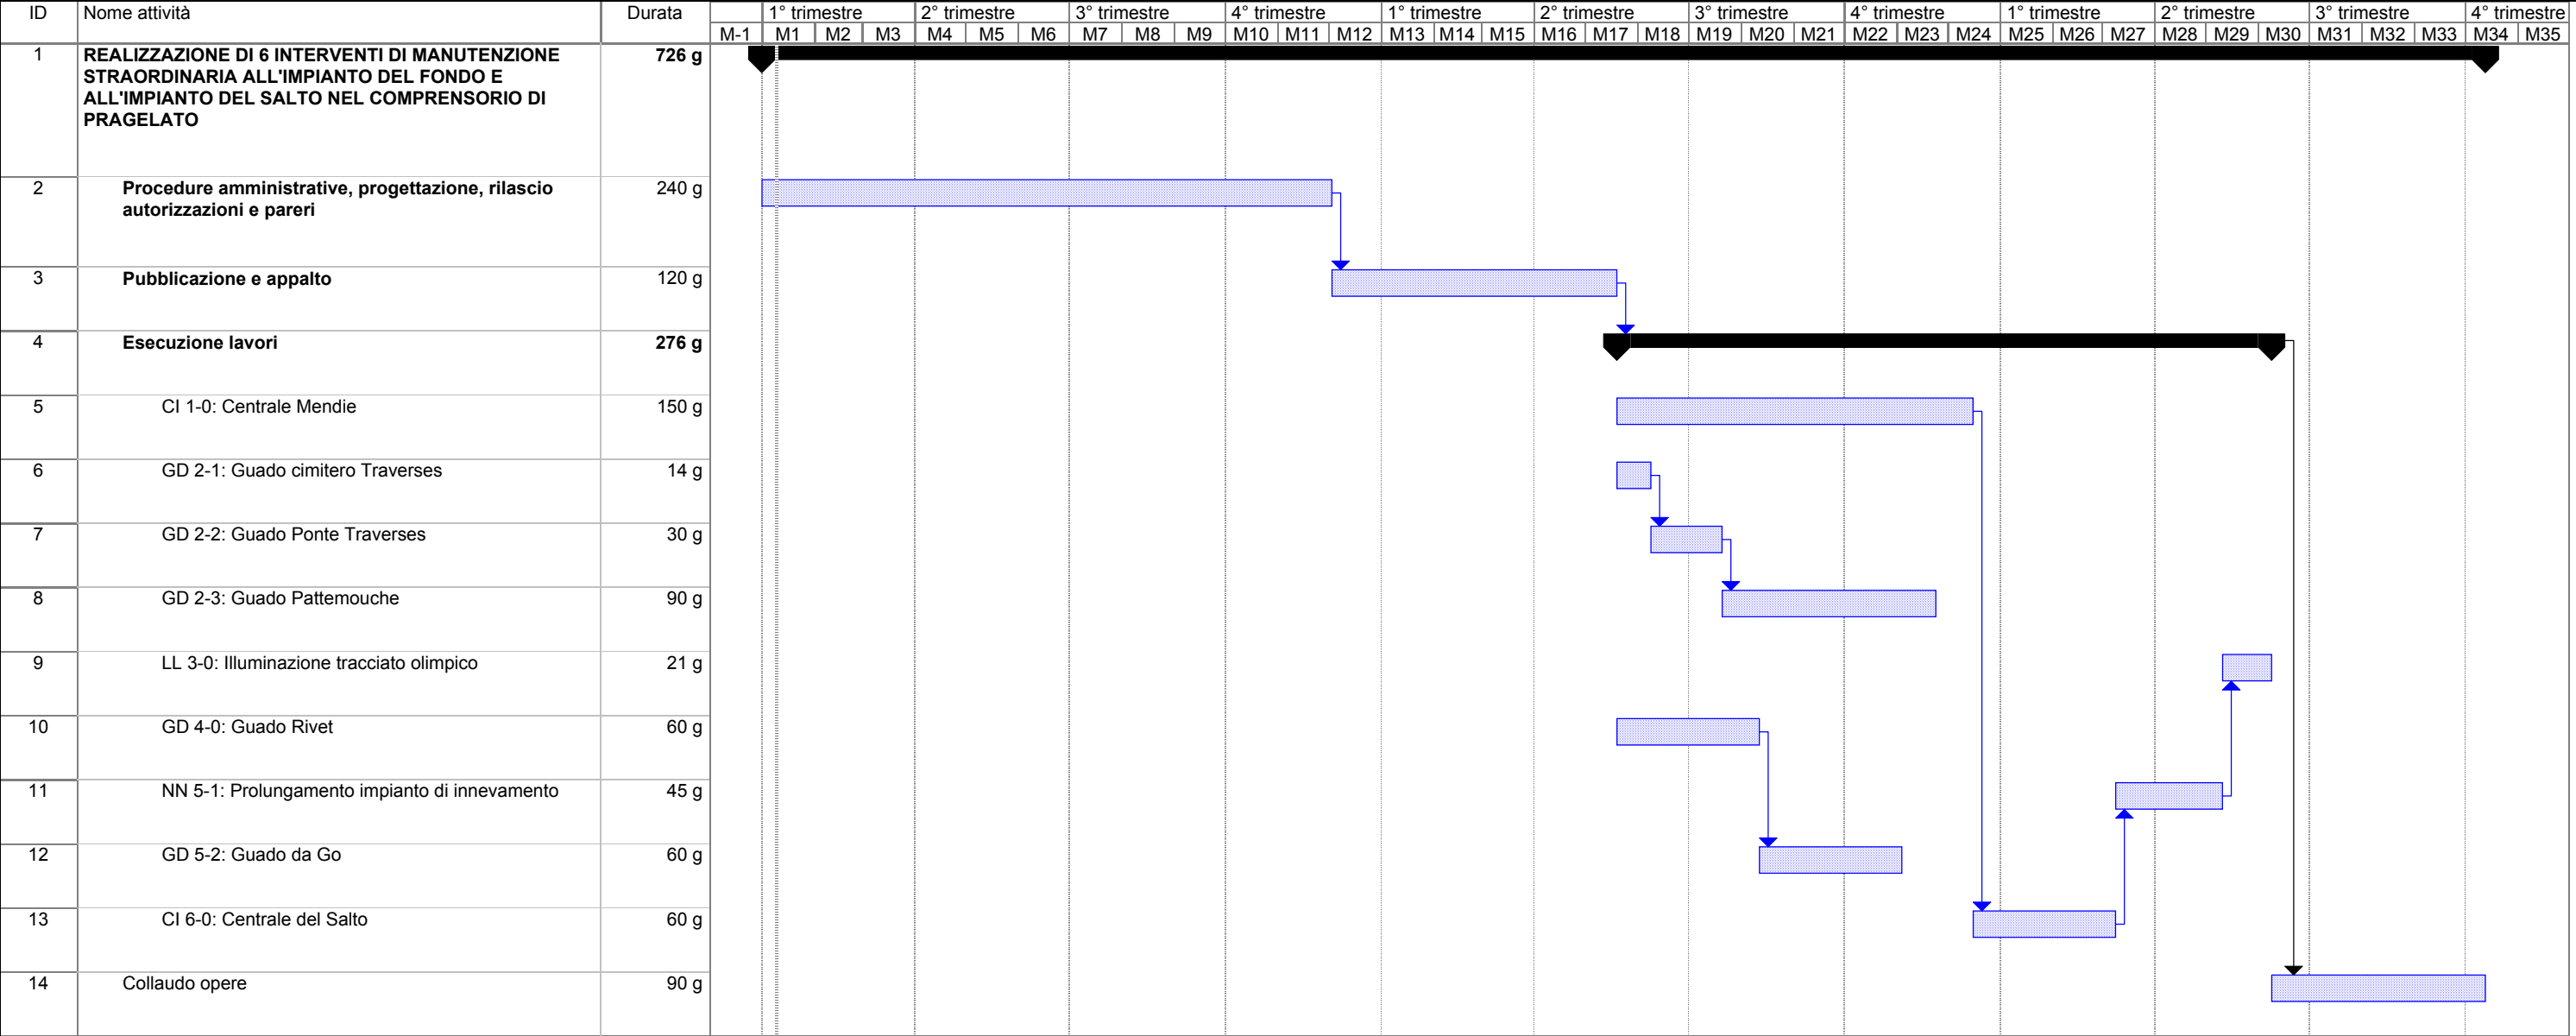 ID Nome attività Durata 1° trimestre 2° trimestre 3° trimestre 4° trimestre 1° trimestre 2° trimestre 3° trimestre 4° trimestre 1° trimestre 2° trimestre 3° trimestre 4° trimestre
M-1 M1 M2 M3 M4 M5 M6 M7 M8 M9 M10 M11 M12 M13 M14 M15 M16 M17 M18 M19 M20 M21 M22 M23 M24 M25 M26 M27 M28 M29 M30 M31 M32 M33 M34 M35
1 REALIZZAZIONE DI 6 INTERVENTI DI MANUTENZIONE 726 g
STRAORDINARIA ALL'IMPIANTO DEL FONDO E
ALL'IMPIANTO DEL SALTO NEL COMPRENSORIO DI
PRAGELATO
2 Procedure amministrative, progettazione, rilascio 240 g
autorizzazioni e pareri
3 Pubblicazione e appalto 120 g
4 Esecuzione lavori 276 g
5 CI 1-0: Centrale Mendie 150 g
6 GD 2-1: Guado cimitero Traverses 14 g
7 GD 2-2: Guado Ponte Traverses 30 g
8 GD 2-3: Guado Pattemouche 90 g
9 LL 3-0: Illuminazione tracciato olimpico 21 g
10 GD 4-0: Guado Rivet 60 g
11 NN 5-1: Prolungamento impianto di innevamento 45 g
12 GD 5-2: Guado da Go 60 g
13 CI 6-0: Centrale del Salto 60 g
14 Collaudo opere 90 g